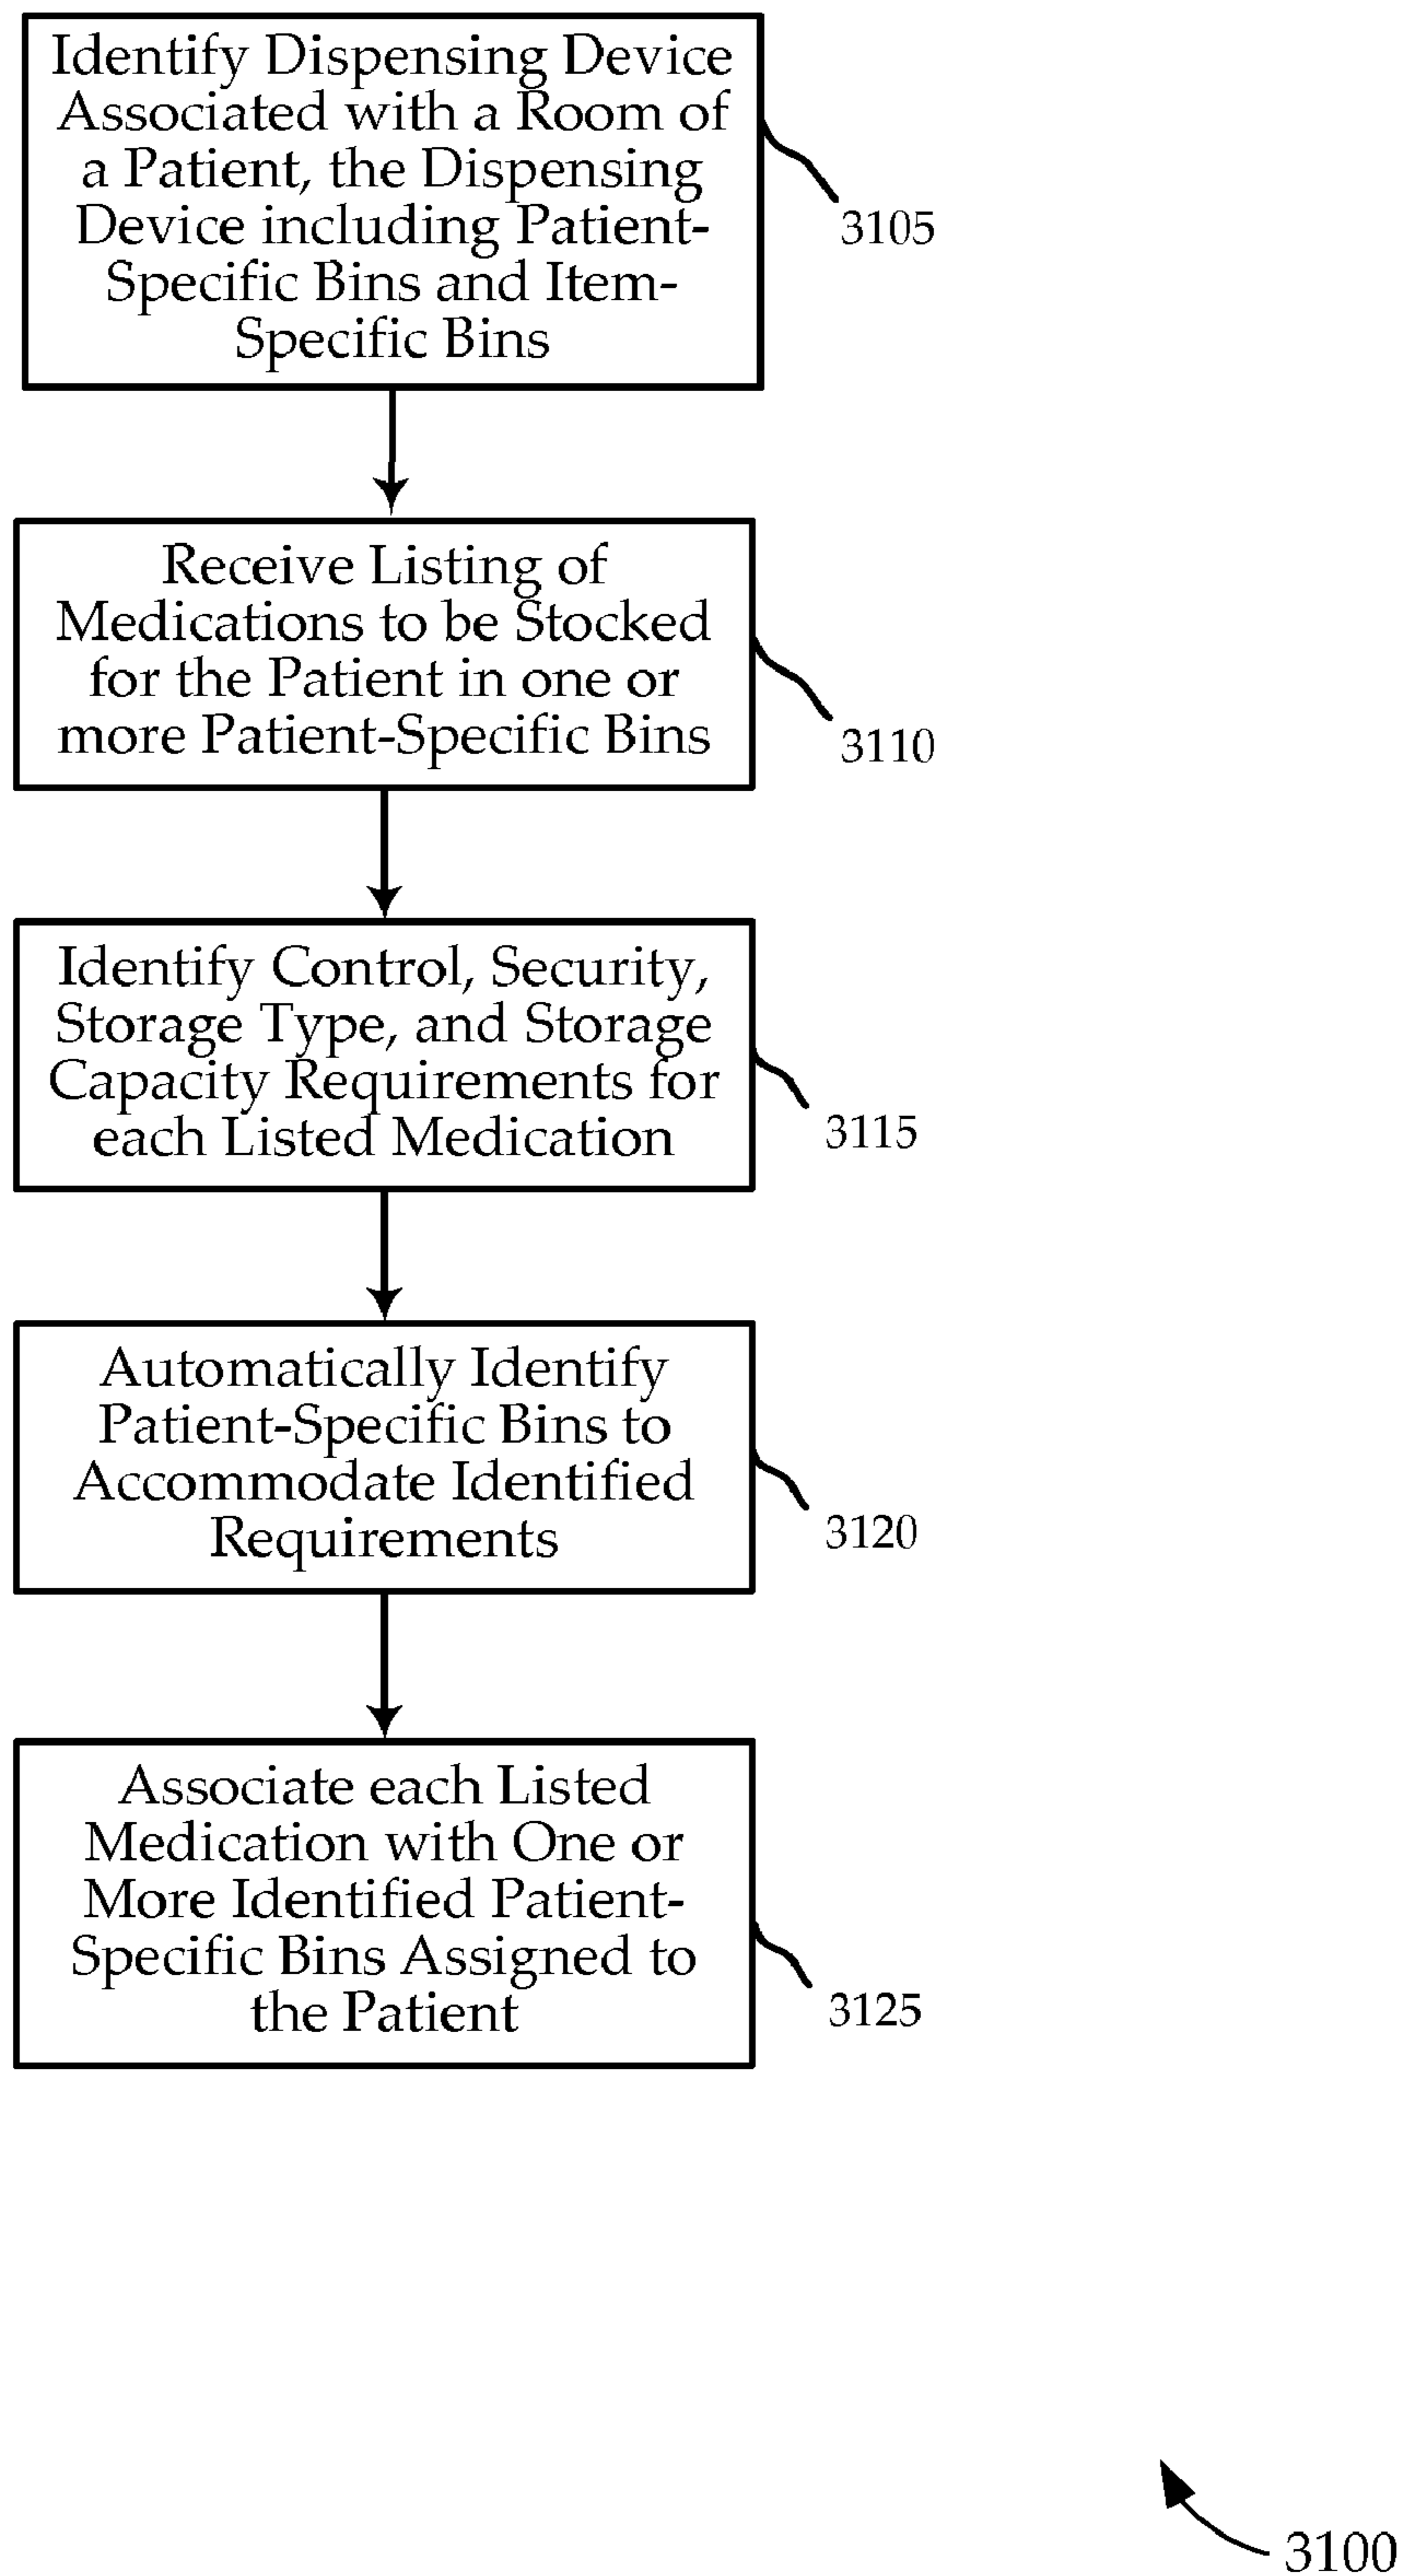 Identify Dispensing Device
Associated with a Room of
a Patient, the Dispensing
Device including Patient-
Specific Bins and Item-
Specific Bins
3105
Receive Listing of
Medications to be Stocked
for the Patient in one or
more Patient-Specific Bins
3110
Identify Control, Security,
Storage Type, and Storage
Capacity Requirements for
each Listed Medication
3115
Automatically Identify
Patient-Specific Bins to
Accommodate Identified
Requirements
3120
Associate each Listed
Medication with One or
More Identified Patient-
Specific Bins Assigned to
the Patient
3125
3100